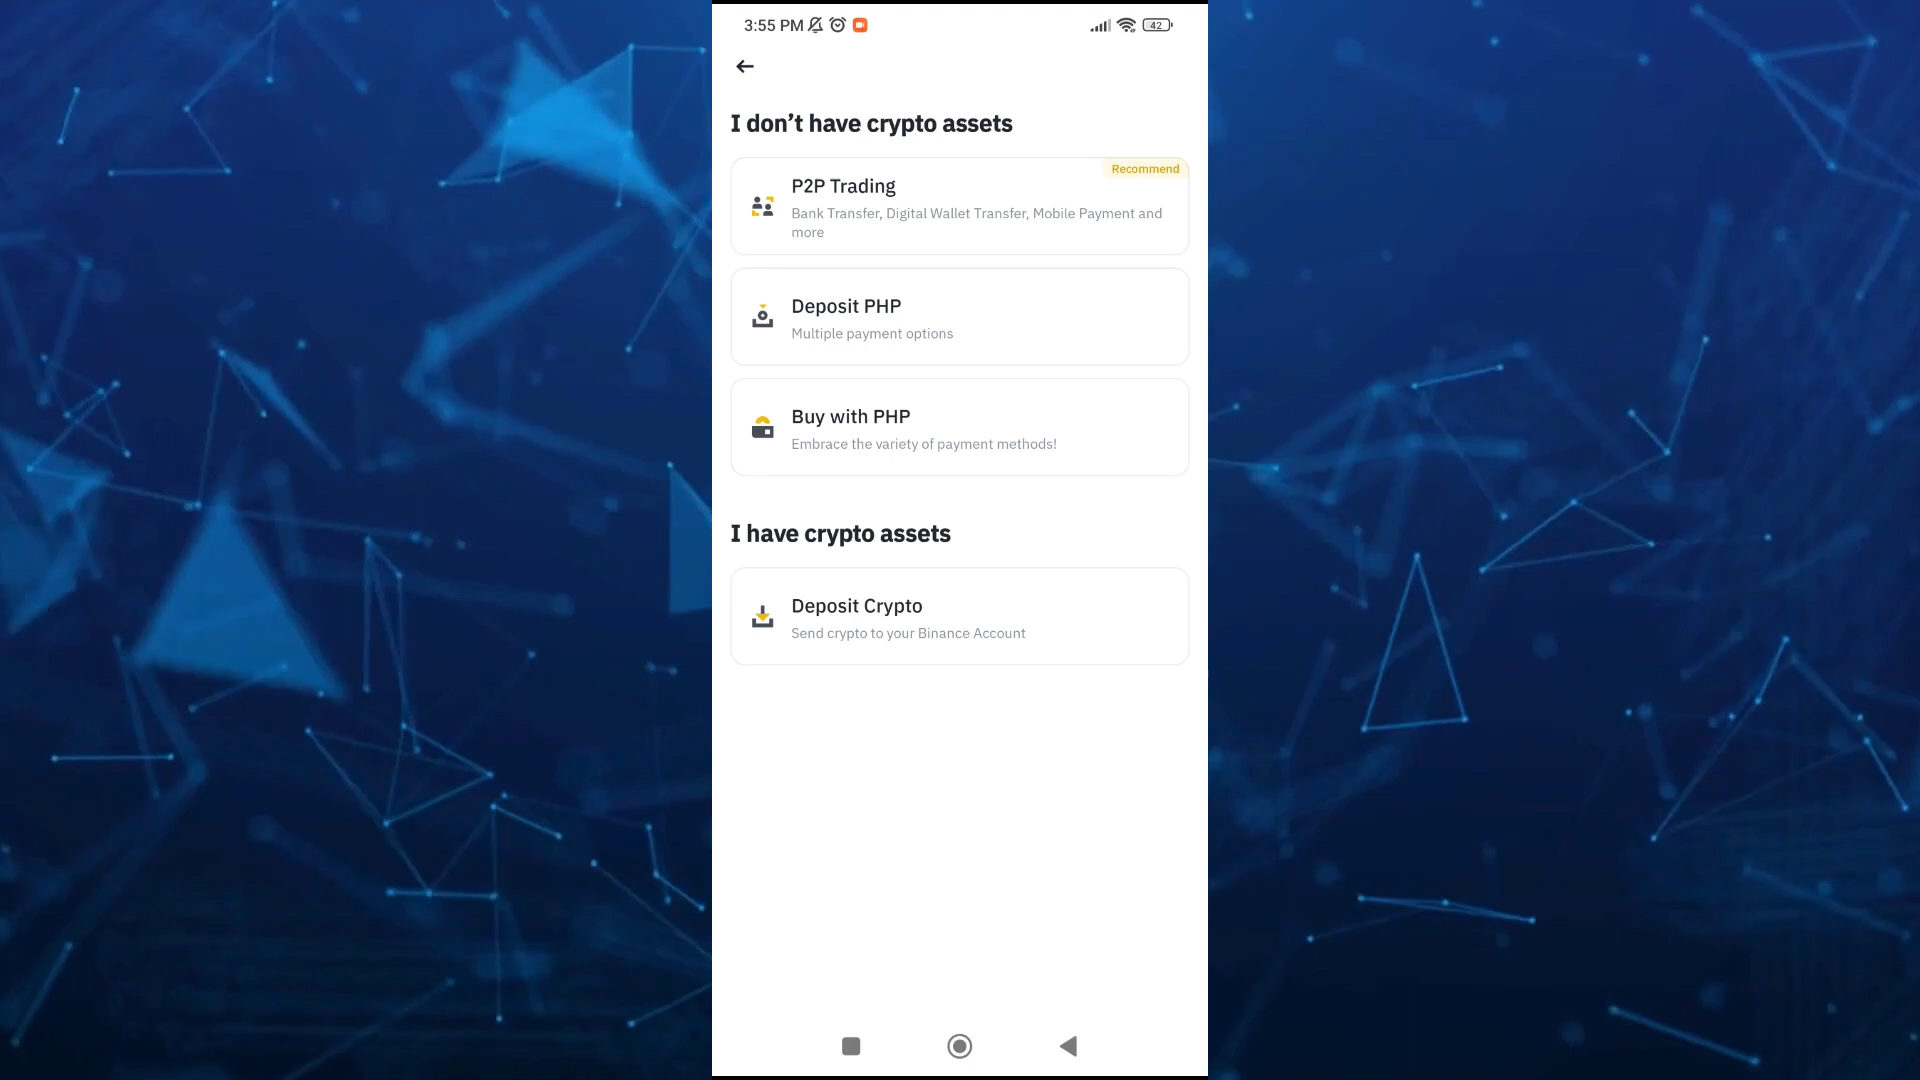 3:55 PM
42
I don’t have crypto assets
Recommend
P2P Trading
Bank Transfer, Digital Wallet Transfer, Mobile Payment and
more
Deposit PHP
Multiple payment options
Buy with PHP
Embrace the variety of payment methods!
I have crypto assets
Deposit Crypto
Send crypto to your Binance Account